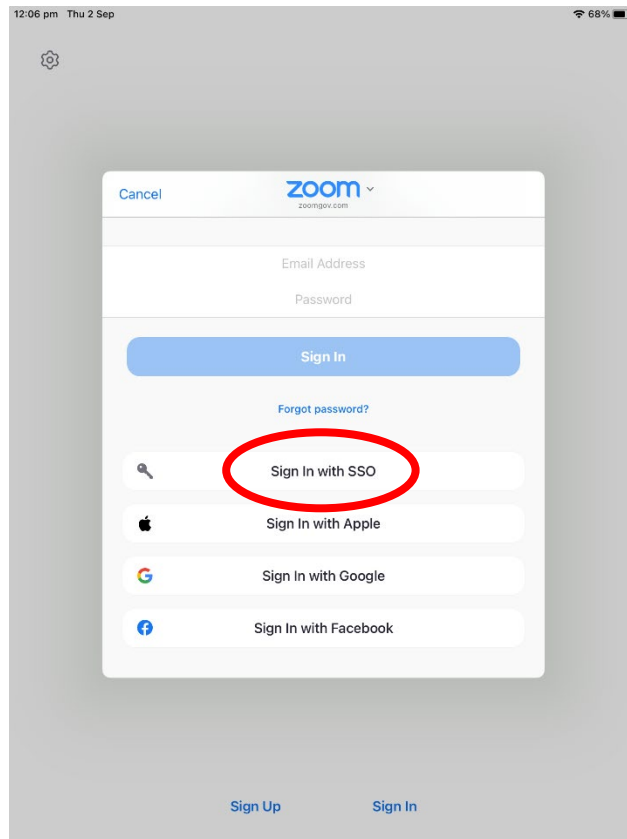 12:06 pm Thu 2 Sep 68%
Cancel
zoom
zoomgov.com
Email Address
Password
Sign In
Forgot password?
Sign In with SSO
Sign In with Apple
Sign In with Google
Sign In with Facebook
Sign Up Sign In